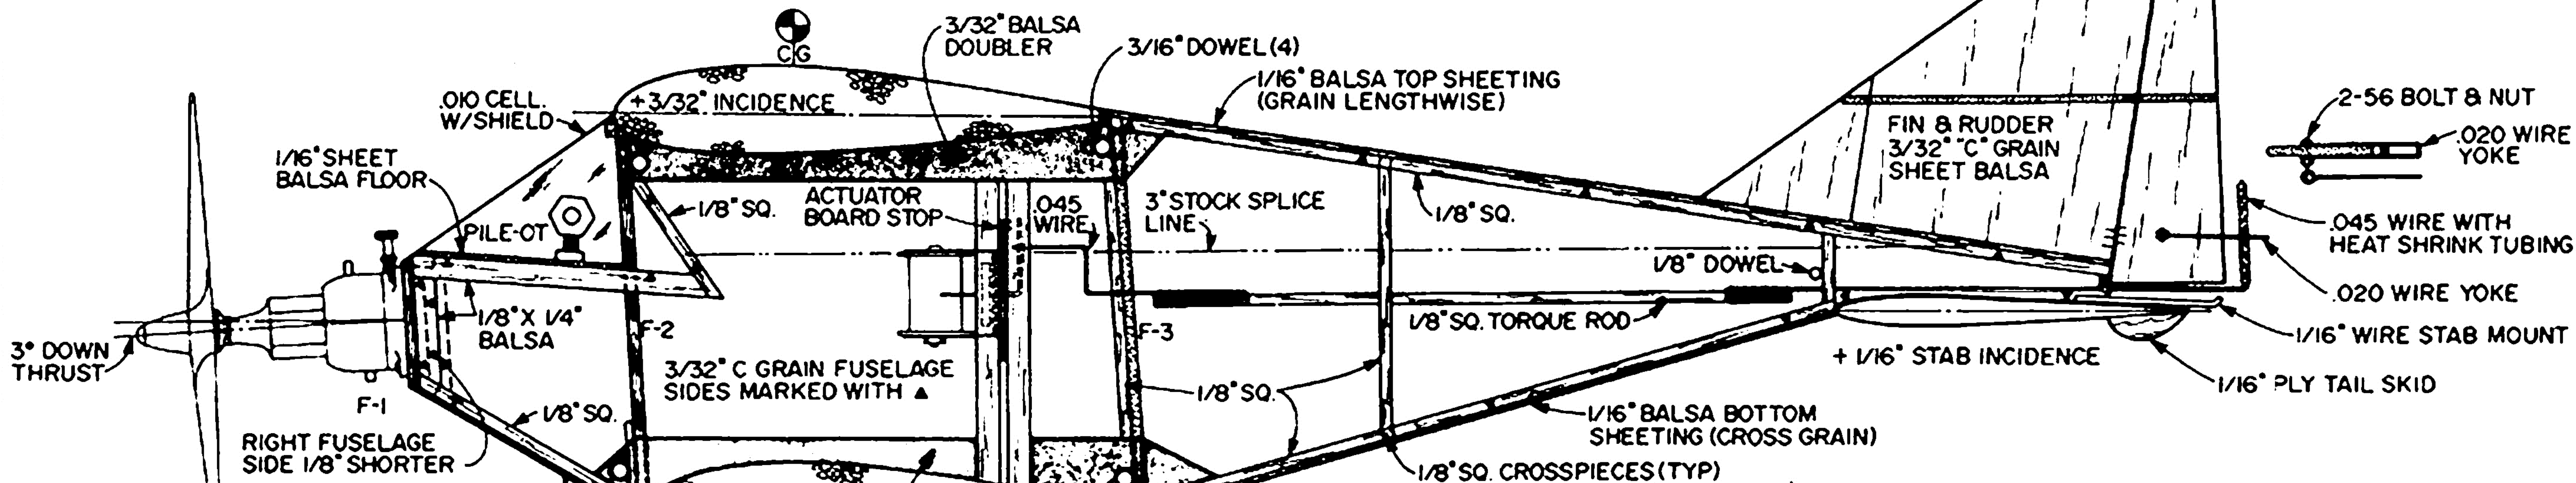 CG
3/32" BALSA
DOUBLER
3/16" DOWEL (4)
1/16" BALSA TOP SHEETING
(GRAIN LENGTHWISE)
.010 CELL.
W/SHIELD
+3/32" INCIDENCE
2-56 BOLT & NUT
.020 WIRE
YOKE
FIN & RUDDER
3/32" "C" GRAIN
SHEET BALSA
1/16" SHEET
BALSA FLOOR
PILE-OT
1/8" SQ.
ACTUATOR
BOARD STOP
.045
WIRE
3" STOCK SPLICE
LINE
1/8" SQ.
.045 WIRE WITH
HEAT SHRINK TUBING
1/8" DOWEL
.020 WIRE YOKE
1/8" X 1/4"
BALSA
F-2
F-3
1/8" SQ. TORQUE ROD
1/16" WIRE STAB MOUNT
3° DOWN
THRUST
3/32" C GRAIN FUSELAGE
SIDES MARKED WITH ▲
+ 1/16" STAB INCIDENCE
1/16" PLY TAIL SKID
F-1
1/8" SQ.
1/8" SQ.
1/16" BALSA BOTTOM
SHEETING (CROSS GRAIN)
RIGHT FUSELAGE
SIDE 1/8" SHORTER
1/8" SQ. CROSSPIECES (TYP)